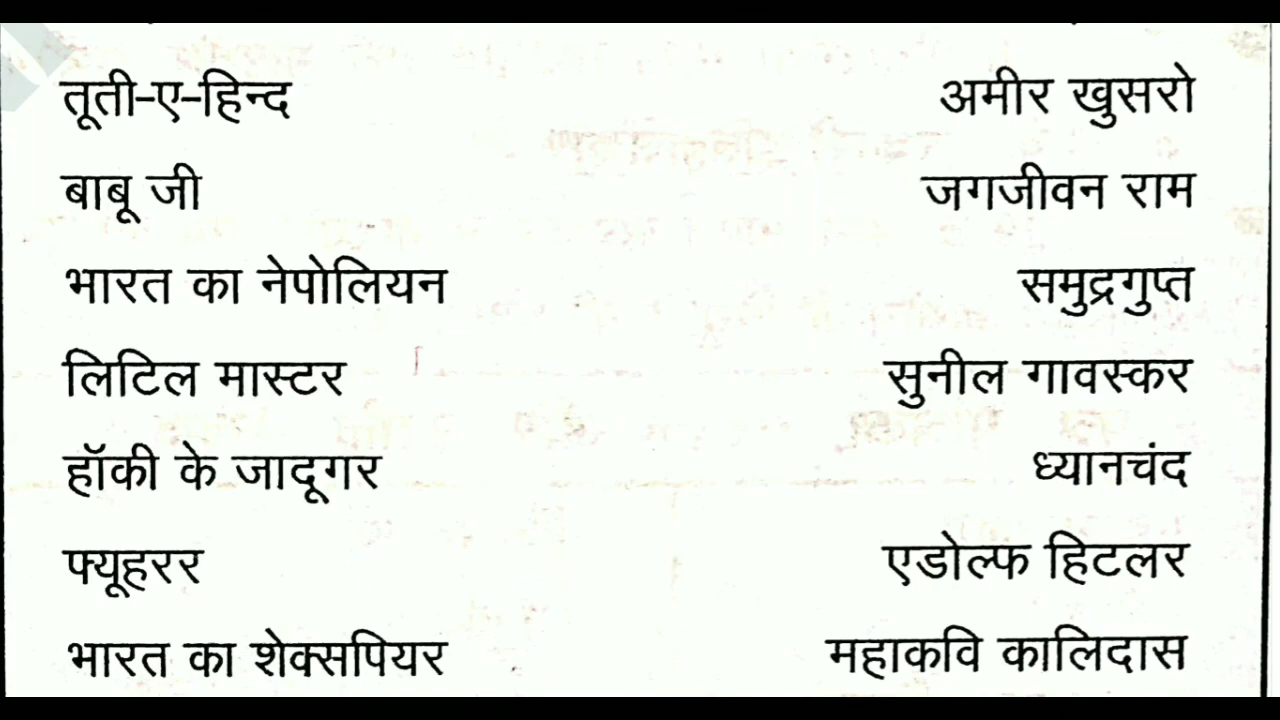 तूती-ए-हिन्द अमीर खुसरो
बाबू जी जगजीवन राम
भारत का नेपोलियन समुद्रगुप्त
लिटिल मास्टर सुनील गावस्कर
हॉकी के जादूगर ध्यानचंद
फ्यूहरर एडोल्फ हिटलर
भारत का शेक्सपियर महाकवि कालिदास